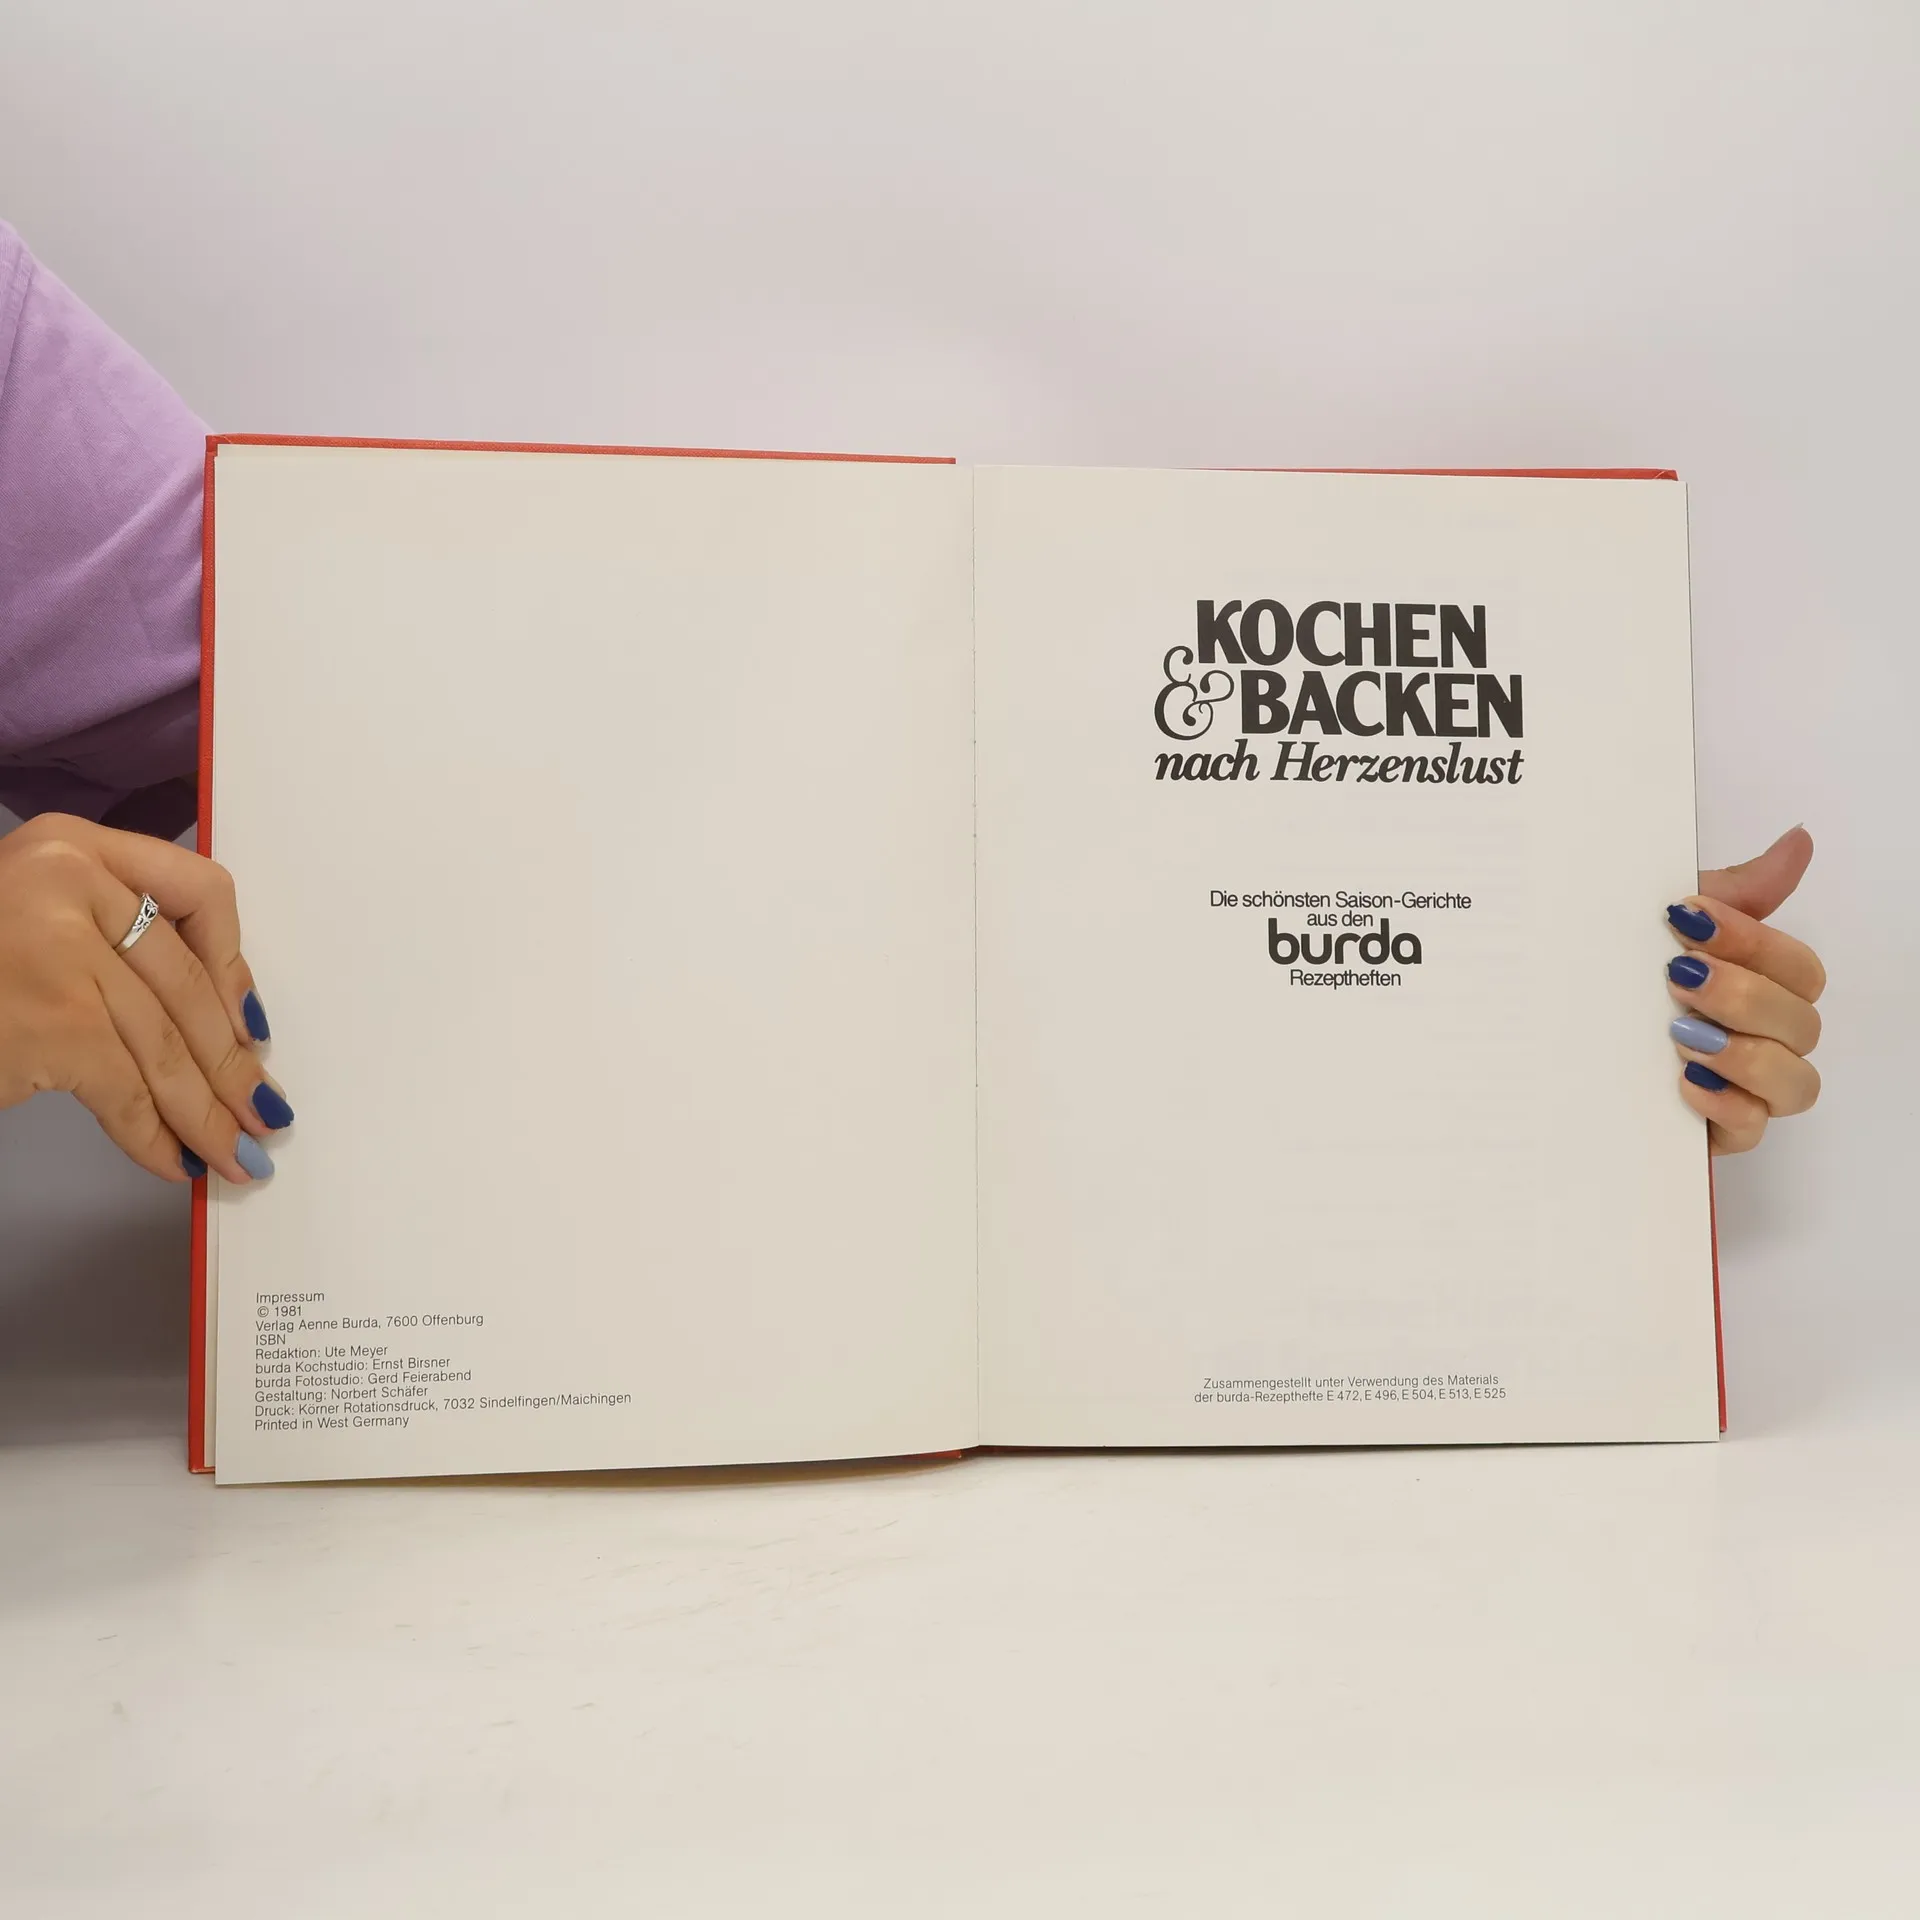 Impressum
© 1981
Verlag Aenne Burda, 7600 Offenburg
ISBN
Redaktion: Ute Meyer
burda Kochstudio: Ernst Birsner
burda Fotostudio: Gerd Feierabend
Gestaltung: Norbert Schäfer
Druck: Körner Rotationsdruck, 7032 Sindelfingen/Maichingen
Printed in West Germany
KOCHEN
& BACKEN
nach Herzenslust
Die schönsten Saison-Gerichte
aus den
burda
Rezeptheften
Zusammengestellt unter Verwendung des Materials
der burda-Rezepthefte E 472, E 496, E 504, E 513, E 525